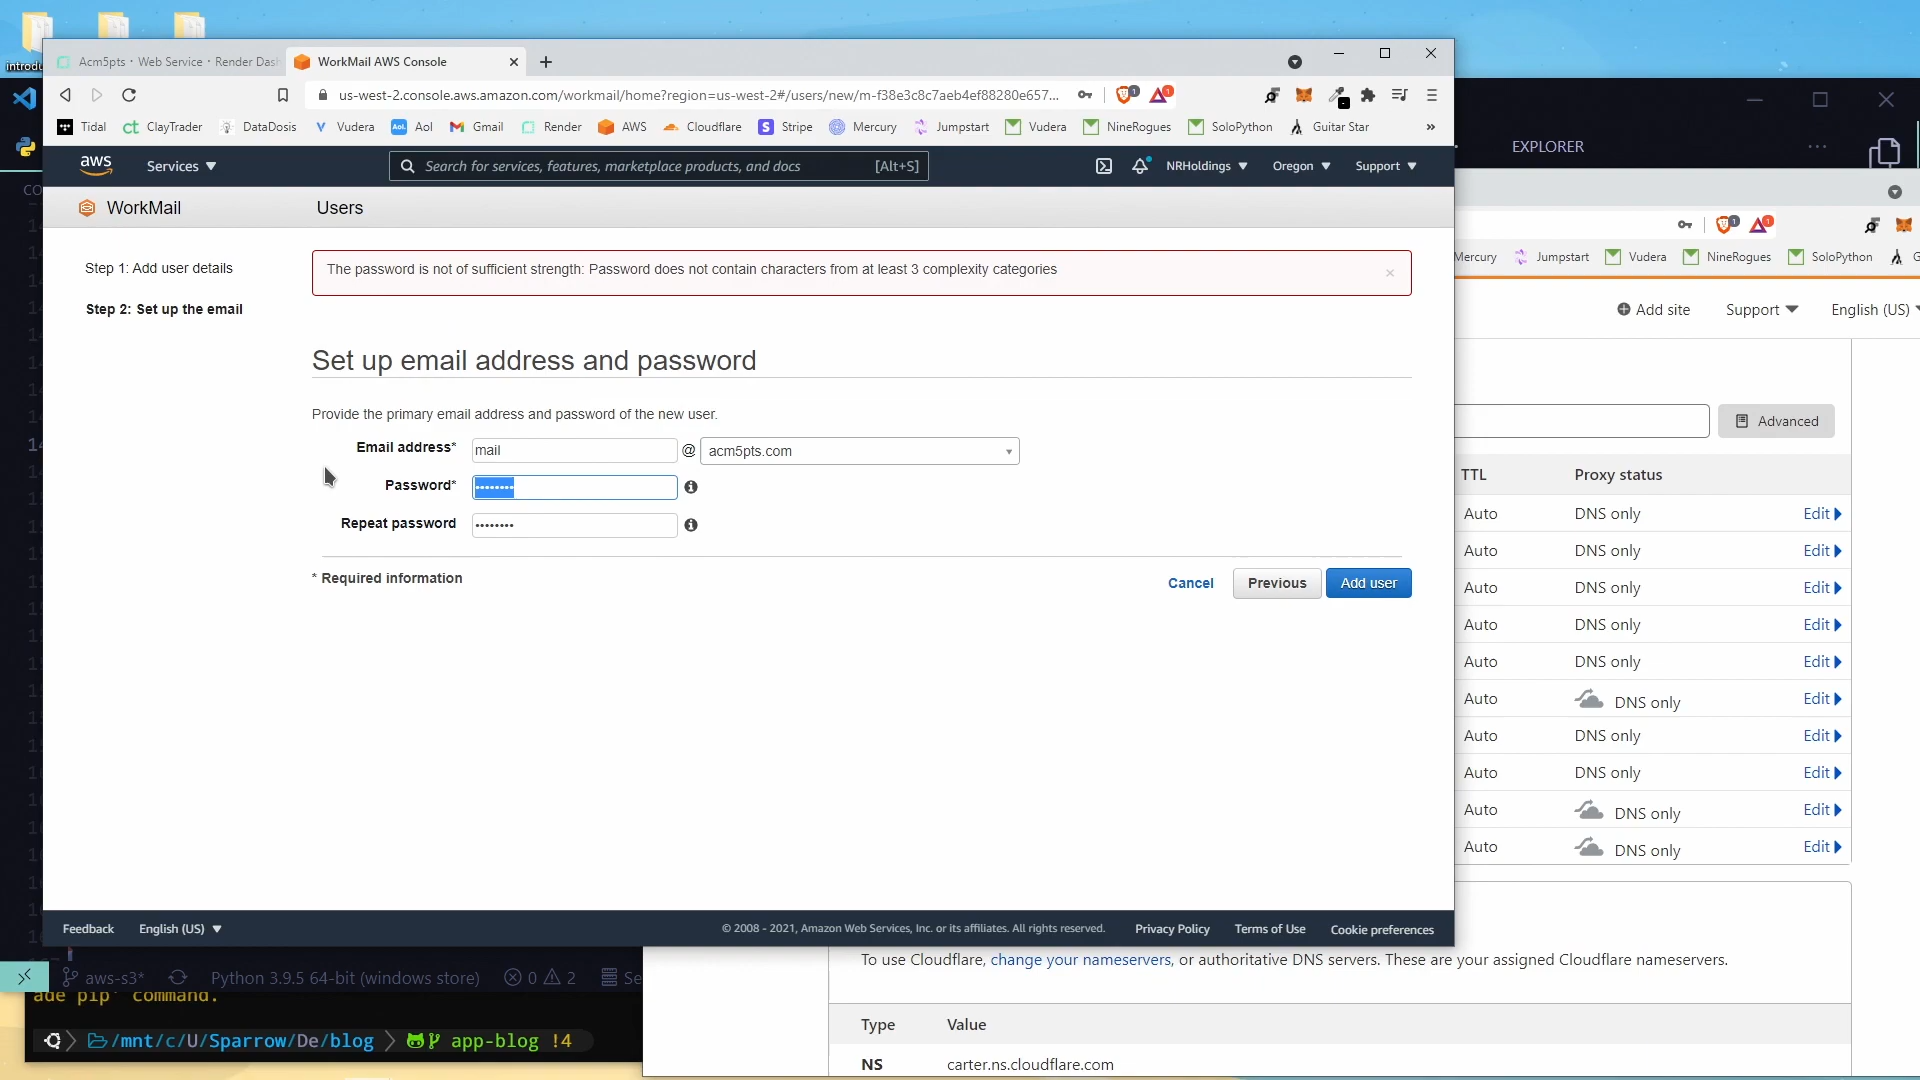 introdu
Acm5pts · Web Service · Render Dash
WorkMail AWS Console
us-west-2.console.aws.amazon.com/workmail/home?region=us-west-2#/users/new/m-f38e3c8c7aeb4ef88280e657...
Tidal
ClayTrader
DataDosis
Vudera
Aol
Gmail
Render
AWS
Cloudflare
Stripe
Mercury
Jumpstart
Vudera
NineRogues
SoloPython
Guitar Star
»
aws
Services
Search for services, features, marketplace products, and docs
[Alt+S]
NRHoldings
Oregon
Support
WorkMail
Users
Step 1: Add user details
Step 2: Set up the email
The password is not of sufficient strength: Password does not contain characters from at least 3 complexity categories
Set up email address and password
Provide the primary email address and password of the new user.
Email address*
mail
@
acm5pts.com
Password*
••••••••
Repeat password
••••••••
* Required information
Cancel
Previous
Add user
Feedback
English (US)
© 2008 - 2021, Amazon Web Services, Inc. or its affiliates. All rights reserved.
Privacy Policy
Terms of Use
Cookie preferences
EXPLORER
Mercury
Jumpstart
Vudera
NineRogues
SoloPython
Add site
Support
English (US)
Advanced
TTL
Proxy status
Auto
DNS only
Edit
Auto
DNS only
Edit
Auto
DNS only
Edit
Auto
DNS only
Edit
Auto
DNS only
Edit
Auto
DNS only
Edit
Auto
DNS only
Edit
Auto
DNS only
Edit
Auto
DNS only
Edit
Auto
DNS only
Edit
To use Cloudflare, change your nameservers, or authoritative DNS servers. These are your assigned Cloudflare nameservers.
Type
Value
NS
carter.ns.cloudflare.com
aws-s3*
Python 3.9.5 64-bit (windows store)
0
2
Se
ade pip' command.
/mnt/c/U/Sparrow/De/blog
app-blog !4